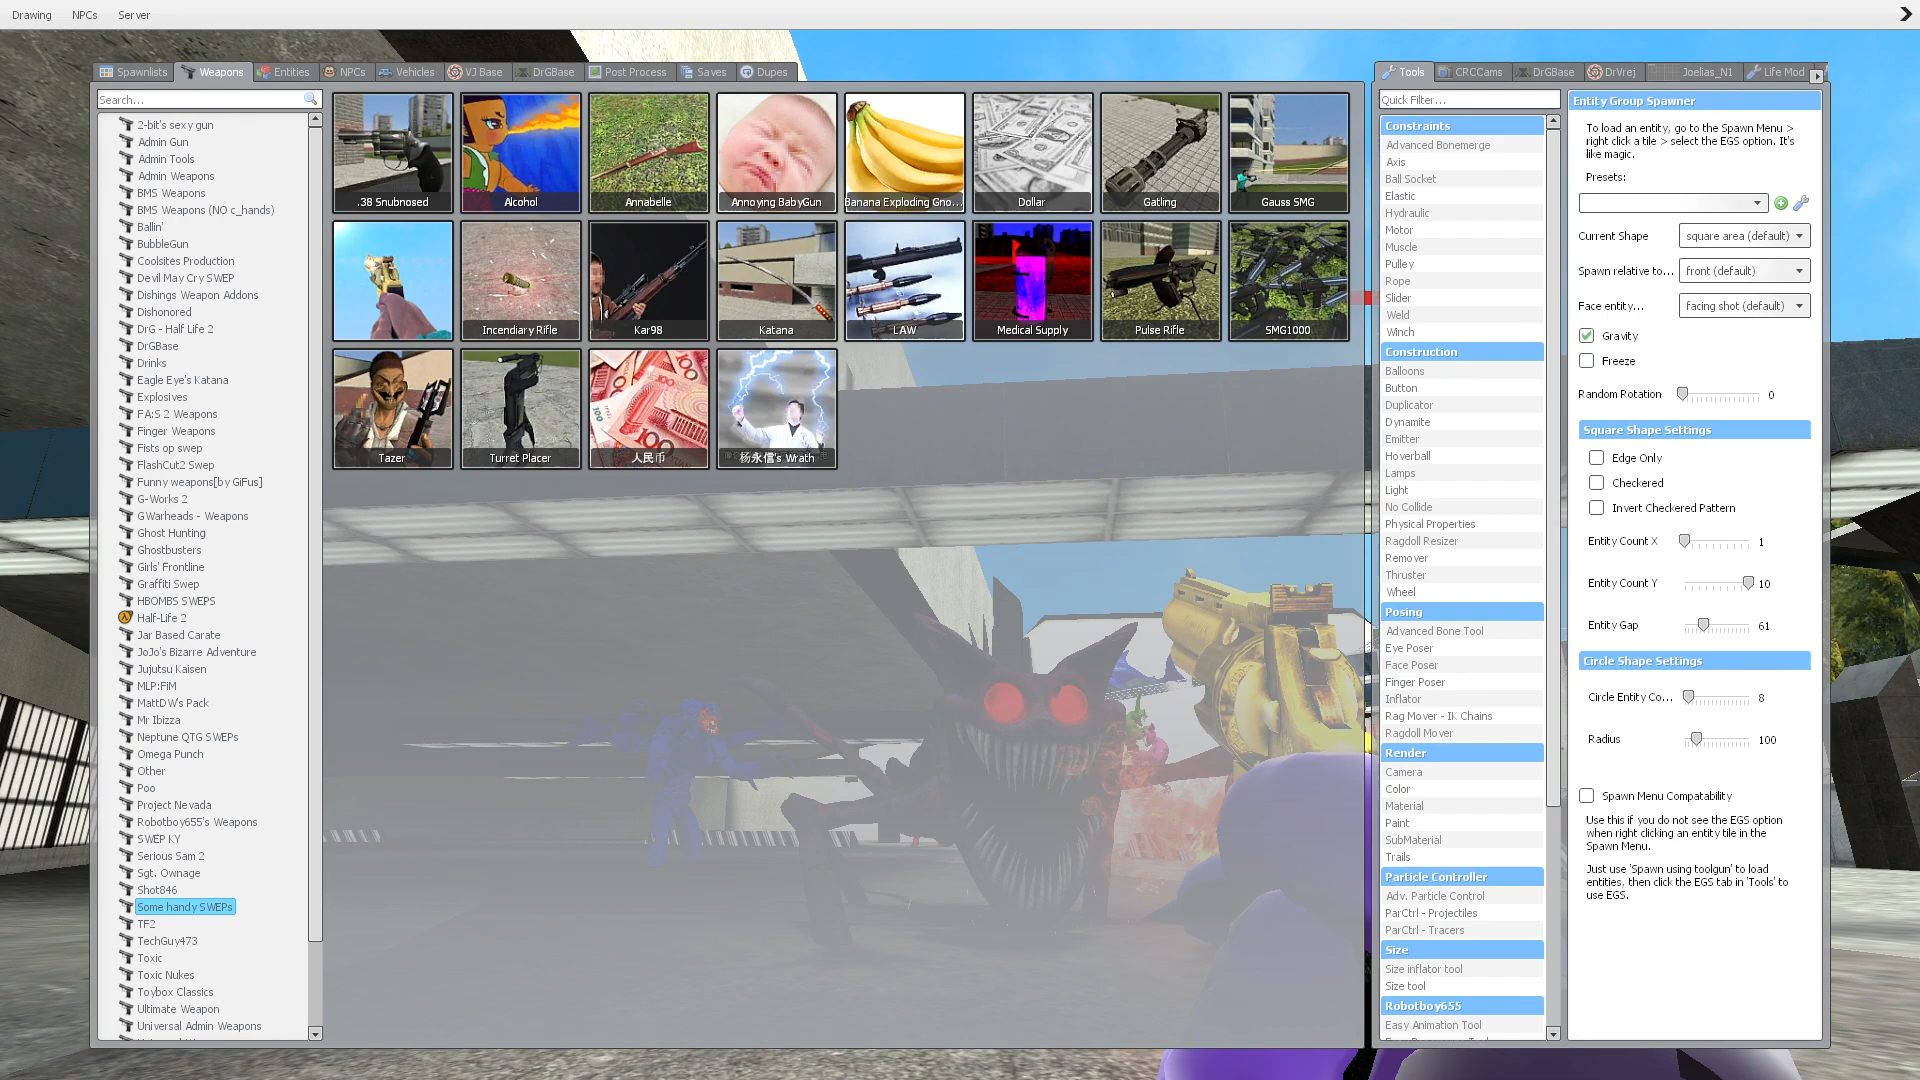 Drawing NPCs Server
Spawnlists Weapons Entities NPCs Vehicles VJ Base DrGBase Post Process Saves Dupes
Search...
2-bit's sexy gun
Admin Gun
Admin Tools
Admin Weapons
BMS Weapons
BMS Weapons (NO c_hands)
Ballin'
BubbleGun
Coolsites Production
Devil May Cry SWEP
Dishings Weapon Addons
Dishonored
DrG - Half Life 2
DrGBase
Drinks
Eagle Eye's Katana
Explosives
FA:S 2 Weapons
Finger Weapons
Fists op swep
FlashCut2 Swep
Funny weapons[by GiFus]
G-Works 2
GWarheads - Weapons
Ghost Hunting
Ghostbusters
Girls' Frontline
Graffiti Swep
HBOMBS SWEPS
Half-Life 2
Jar Based Carate
JoJo's Bizarre Adventure
Jujutsu Kaisen
MLP:FiM
MattDW's Pack
Mr Ibizza
Neptune QTG SWEPs
Omega Punch
Other
Poo
Project Nevada
Robotboy655's Weapons
SWEP KY
Serious Sam 2
Sgt. Ownage
Shot846
Some handy SWEPs
TF2
TechGuy473
Toxic
Toxic Nukes
Toybox Classics
Ultimate Weapon
Universal Admin Weapons
.38 Snubnosed Alcohol Annabelle Annoying BabyGun Banana Exploding Gno... Dollar Gatling Gauss SMG
Incendiary Rifle Kar98 Katana LAW Medical Supply Pulse Rifle SMG1000
Tazer Turret Placer 人民币 杨永信's Wrath
Tools CRCCams DrGBase DrVrej Joelias_N1 Life Mod
Quick Filter...
Constraints
Advanced Bonemerge
Axis
Ball Socket
Elastic
Hydraulic
Motor
Muscle
Pulley
Rope
Slider
Weld
Winch
Construction
Balloons
Button
Duplicator
Dynamite
Emitter
Hoverball
Lamps
Light
No Collide
Physical Properties
Ragdoll Resizer
Remover
Thruster
Wheel
Posing
Advanced Bone Tool
Eye Poser
Face Poser
Finger Poser
Inflator
Rag Mover - IK Chains
Ragdoll Mover
Render
Camera
Color
Material
Paint
SubMaterial
Trails
Particle Controller
Adv. Particle Control
ParCtrl - Projectiles
ParCtrl - Tracers
Size
Size inflator tool
Size tool
Robotboy655
Easy Animation Tool
Entity Group Spawner
To load an entity, go to the Spawn Menu >
right click a tile > select the EGS option. It's
like magic.
Presets:
Current Shape square area (default)
Spawn relative to... front (default)
Face entity... facing shot (default)
Gravity
Freeze
Random Rotation 0
Square Shape Settings
Edge Only
Checkered
Invert Checkered Pattern
Entity Count X 1
Entity Count Y 10
Entity Gap 61
Circle Shape Settings
Circle Entity Co... 8
Radius 100
Spawn Menu Compatability
Use this if you do not see the EGS option
when right clicking an entity tile in the
Spawn Menu.
Just use 'Spawn using toolgun' to load
entities, then click the EGS tab in 'Tools' to
use EGS.